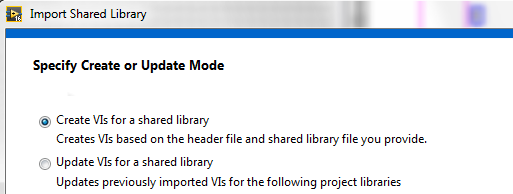 Import Shared Library
Specify Create or Update Mode
Create VIs for a shared library
Creates VIs based on the header file and shared library file you provide.
Update VIs for a shared library
Updates previously imported VIs for the following project libraries